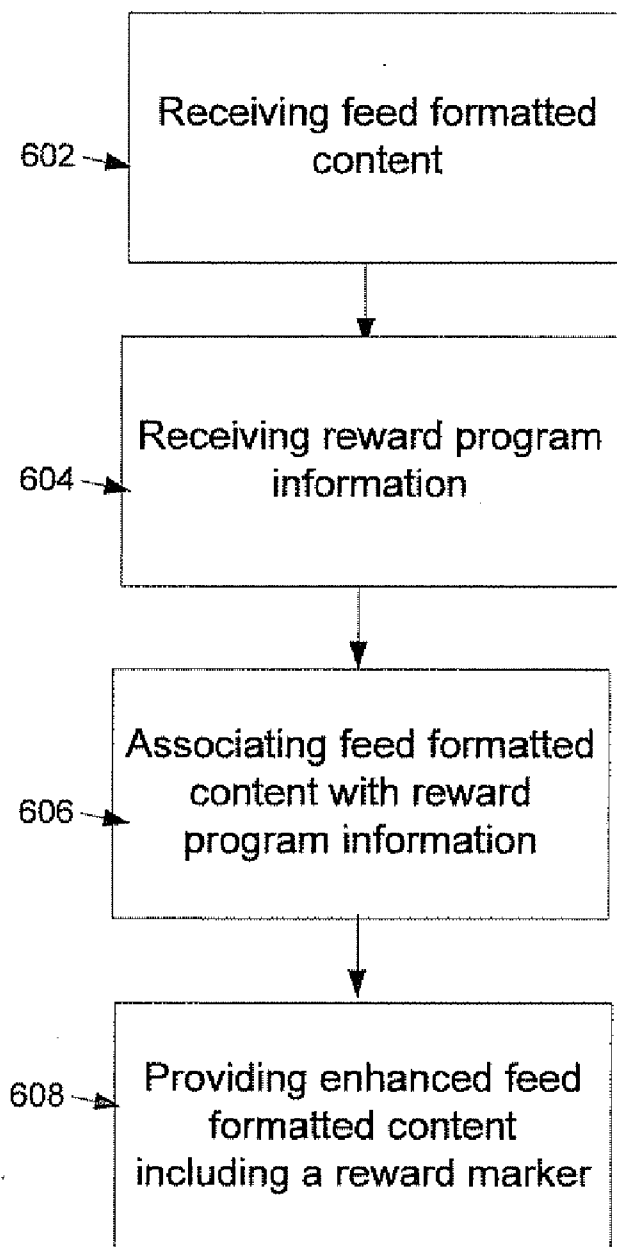 Receiving feed formatted
content
602
Receiving reward program
information
604
Associating feed formatted
content with reward
program information
606
Providing enhanced feed
formatted content
including a reward marker
608